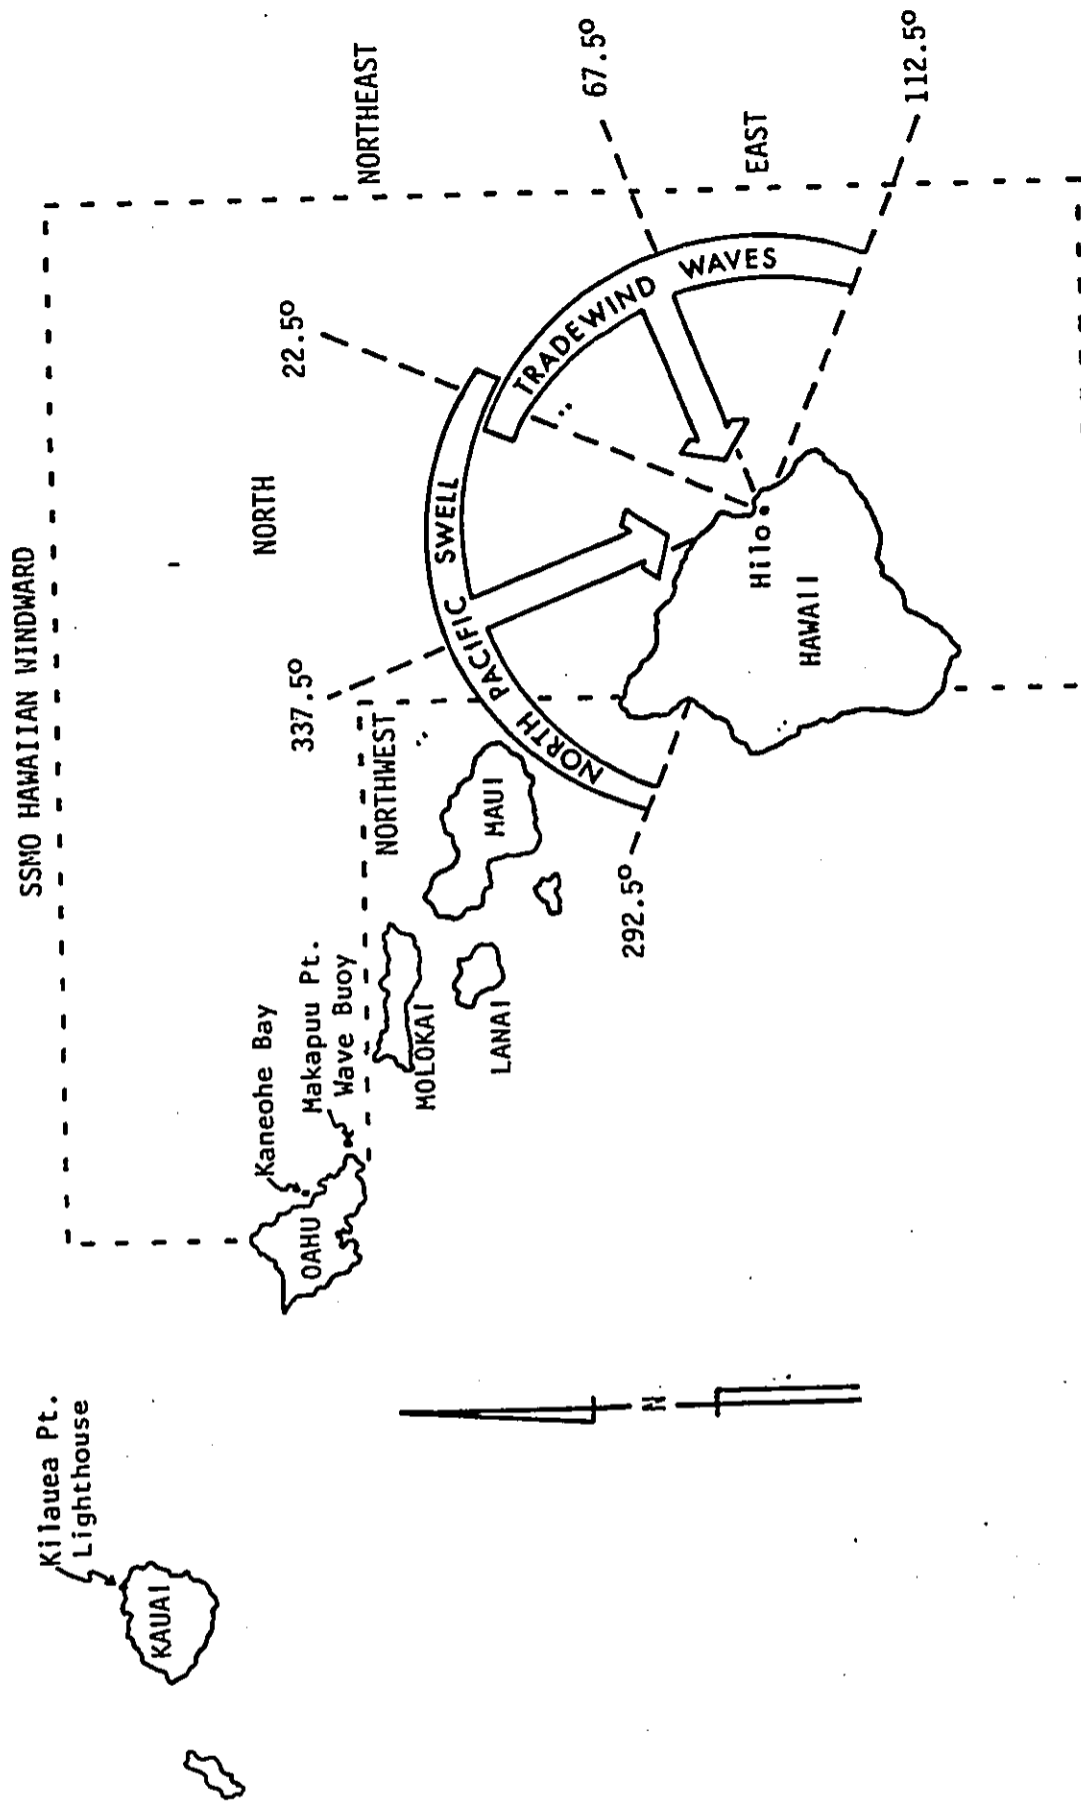 SSMO HAWAIIAN WINDWARD
Kilauea Pt.
Lighthouse
KAUAI
OAHU
Kaneohe Bay
Makapuu Pt.
Wave Buoy
MOLOKAI
LANAI
MAUI
NORTHWEST
NORTH
NORTHEAST
EAST
292.5°
337.5°
22.5°
67.5°
112.5°
NORTH PACIFIC SWELL
TRADEWIND WAVES
Hilo
HAWAII
N